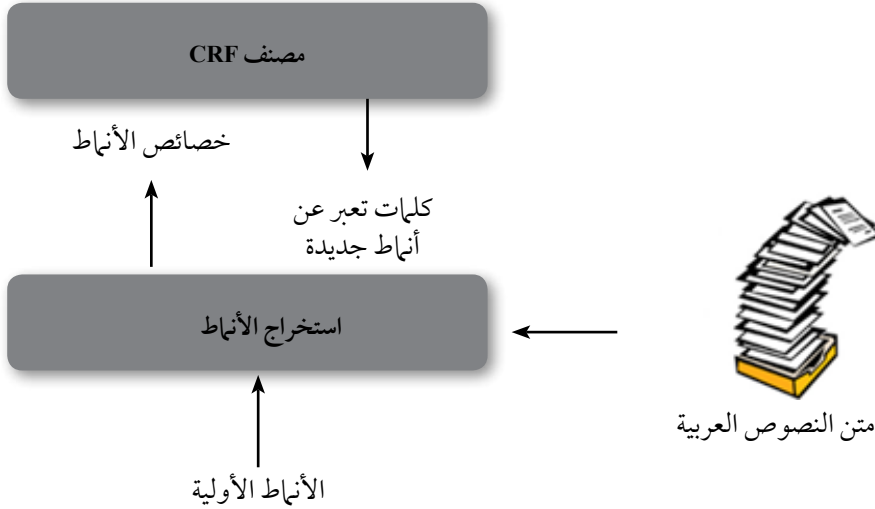 مصنف CRF
خصائص الأنماط
كلمات تعبر عن
أنماط جديدة
استخراج الأنماط
متن النصوص العربية
الأنماط الأولية